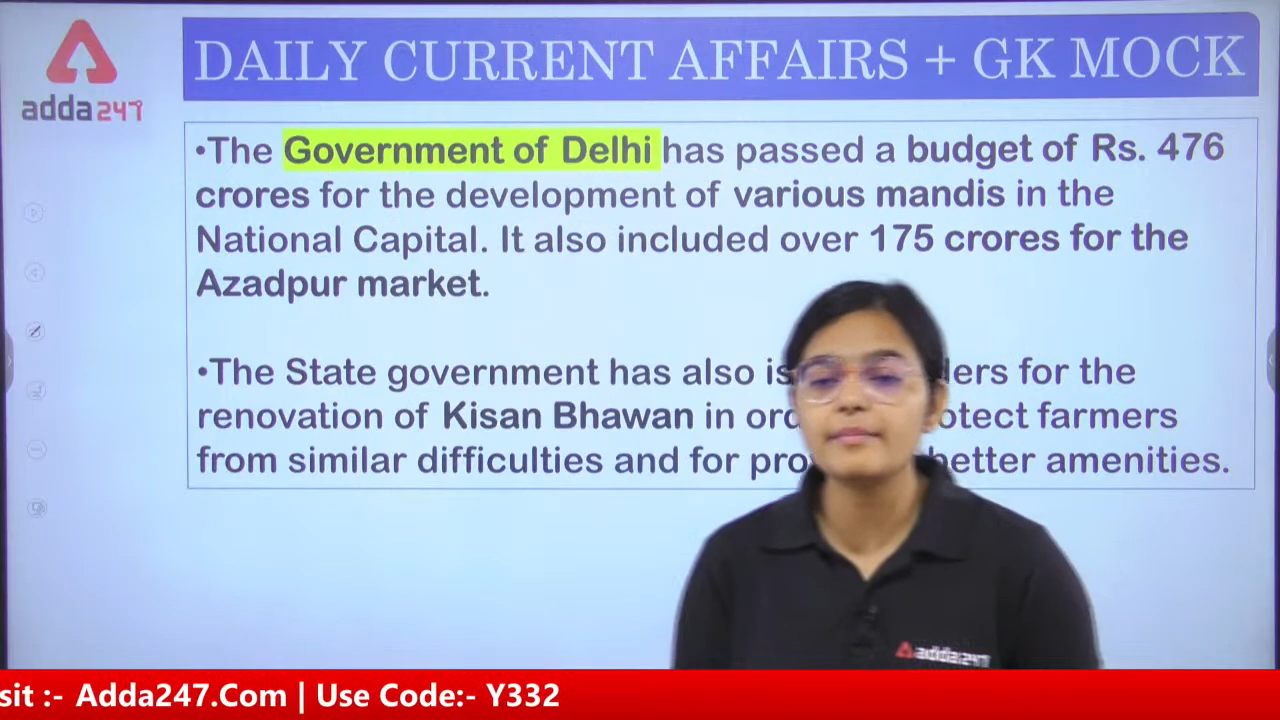 DAILY CURRENT AFFAIRS + GK MOCK
adda247
•The Government of Delhi has passed a budget of Rs. 476
crores for the development of various mandis in the
National Capital. It also included over 175 crores for the
Azadpur market.
•The State government has also is
ders for the
renovation of Kisan Bhawan in
otect farmers
from similar difficulties and for
better amenities.
adda247
sit :- Adda247.Com | Use Code:- Y332